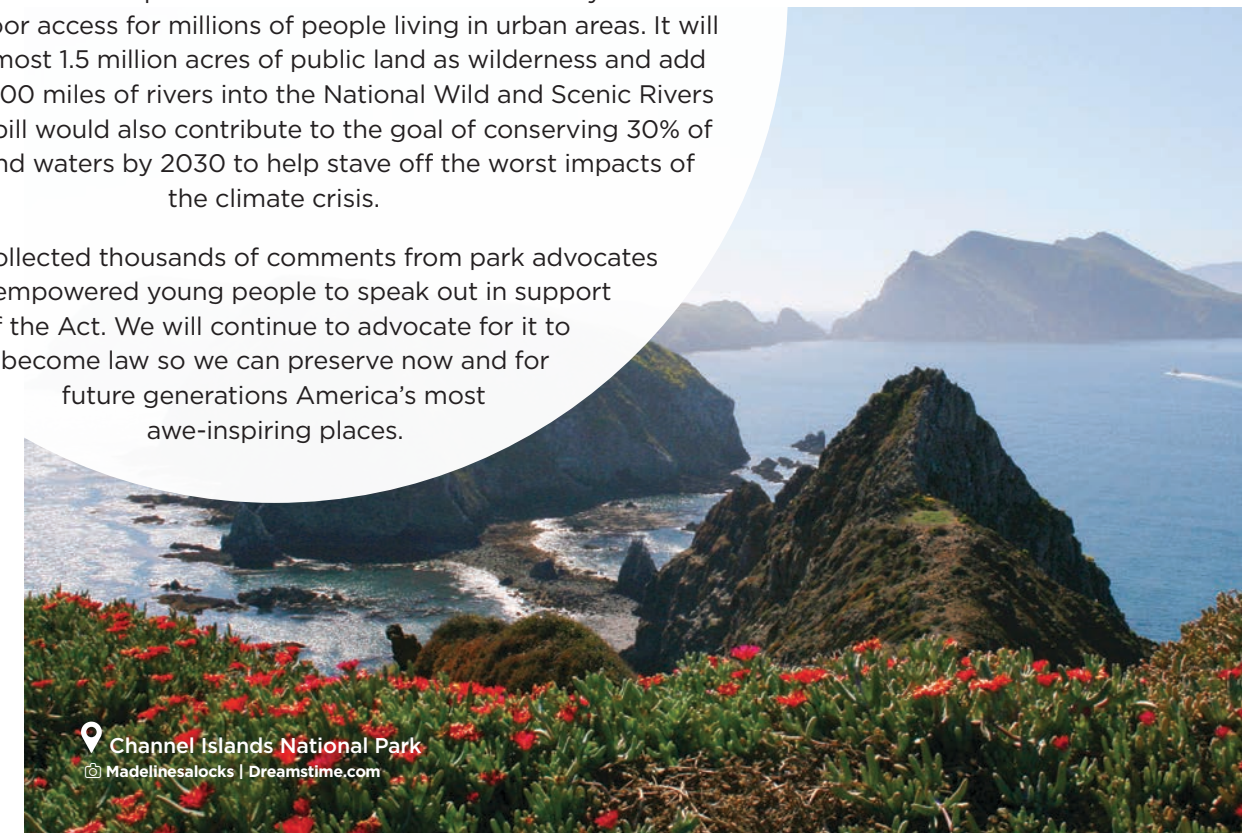 access for millions of people living in urban areas. It will
1.5 million acres of public land as wilderness and add
00 miles of rivers into the National Wild and Scenic Rivers
bill would also contribute to the goal of conserving 30% of
waters by 2030 to help stave off the worst impacts of
the climate crisis.
thousands of comments from park advocates
empowered young people to speak out in support
the Act. We will continue to advocate for it to
become law so we can preserve now and for
future generations America's most
awe-inspiring places.
Channel Islands National Park
Madelinesalocks | Dreamstime.com